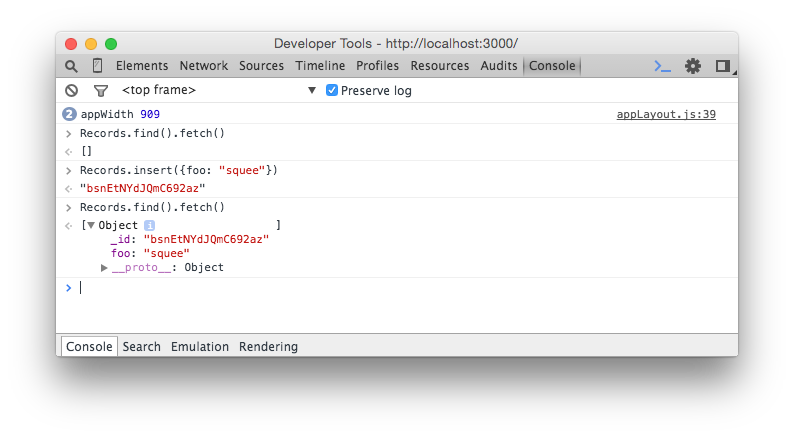 Developer Tools - http://localhost:3000/
Elements Network Sources Timeline Profiles Resources Audits Console
<top frame> ▼ Preserve log
2 appWidth 909 appLayout.js:39
> Records.find().fetch()
[]
> Records.insert({foo: "squee"})
"bsnEtNYdJQmC692az"
> Records.find().fetch()
[▼Object i ]
_id: "bsnEtNYdJQmC692az"
foo: "squee"
▶ __proto__: Object
>
Console Search Emulation Rendering